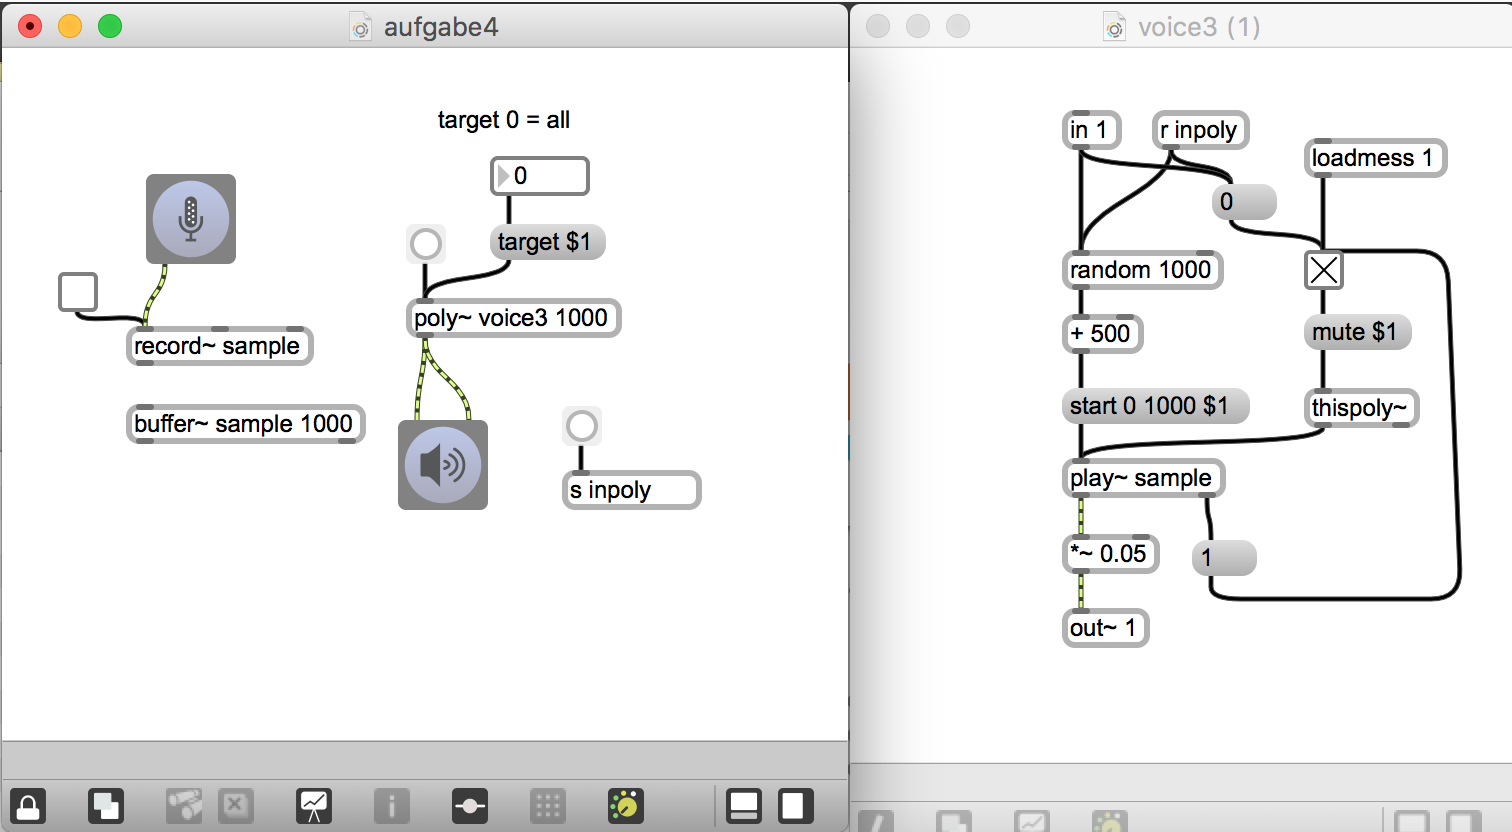 aufgabe4
target 0 = all
0
target $1
poly~ voice3 1000
record~ sample
buffer~ sample 1000
s inpoly
voice3 (1)
in 1
r inpoly
loadmess 1
0
random 1000
+ 500
mute $1
start 0 1000 $1
thispoly~
play~ sample
*~ 0.05
1
out~ 1